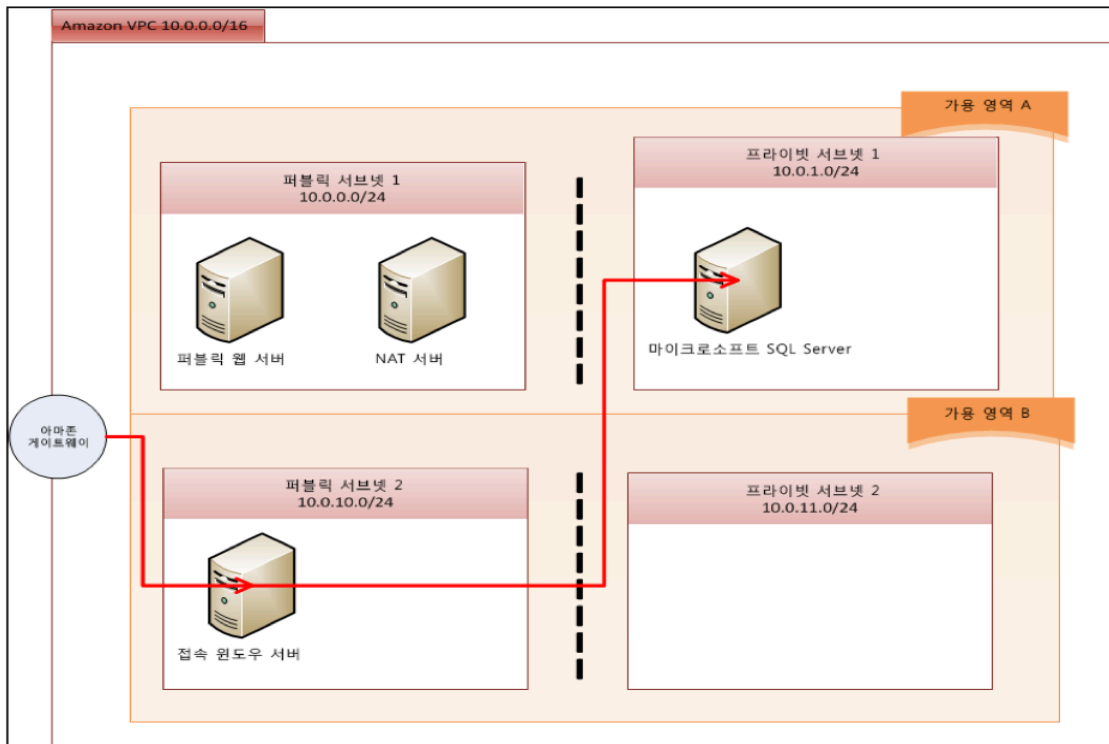 Amazon VPC 10.0.0.0/16
가용 영역 A
퍼블릭 서브넷 1
10.0.0.0/24
프라이빗 서브넷 1
10.0.1.0/24
퍼블릭 웹 서버
NAT 서버
마이크로소프트 SQL Server
아마존
게이트웨이
가용 영역 B
퍼블릭 서브넷 2
10.0.10.0/24
프라이빗 서브넷 2
10.0.11.0/24
접속 윈도우 서버